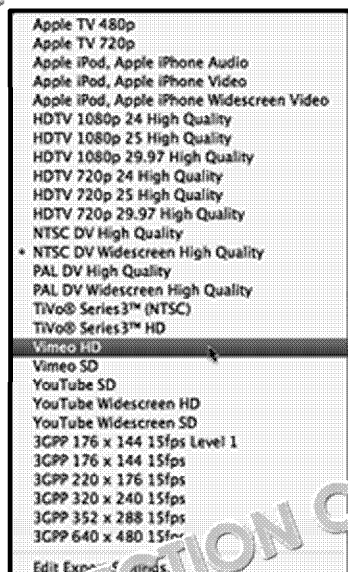 Apple TV 480p
Apple TV 720p
Apple iPod, Apple iPhone Audio
Apple iPod, Apple iPhone Video
Apple iPod, Apple iPhone Widescreen Video
HDTV 1080p 24 High Quality
HDTV 1080p 25 High Quality
HDTV 1080p 29.97 High Quality
HDTV 720p 24 High Quality
HDTV 720p 25 High Quality
HDTV 720p 29.97 High Quality
NTSC DV High Quality
• NTSC DV Widescreen High Quality
PAL DV High Quality
PAL DV Widescreen High Quality
TiVo® Series3™ (NTSC)
TiVo® Series3™ HD
Vimeo HD
Vimeo SD
YouTube SD
YouTube Widescreen HD
YouTube Widescreen SD
3GPP 176 x 144 15fps Level 1
3GPP 176 x 144 15fps
3GPP 220 x 176 15fps
3GPP 320 x 240 15fps
3GPP 352 x 288 15fps
3GPP 640 x 480 15fps
Edit